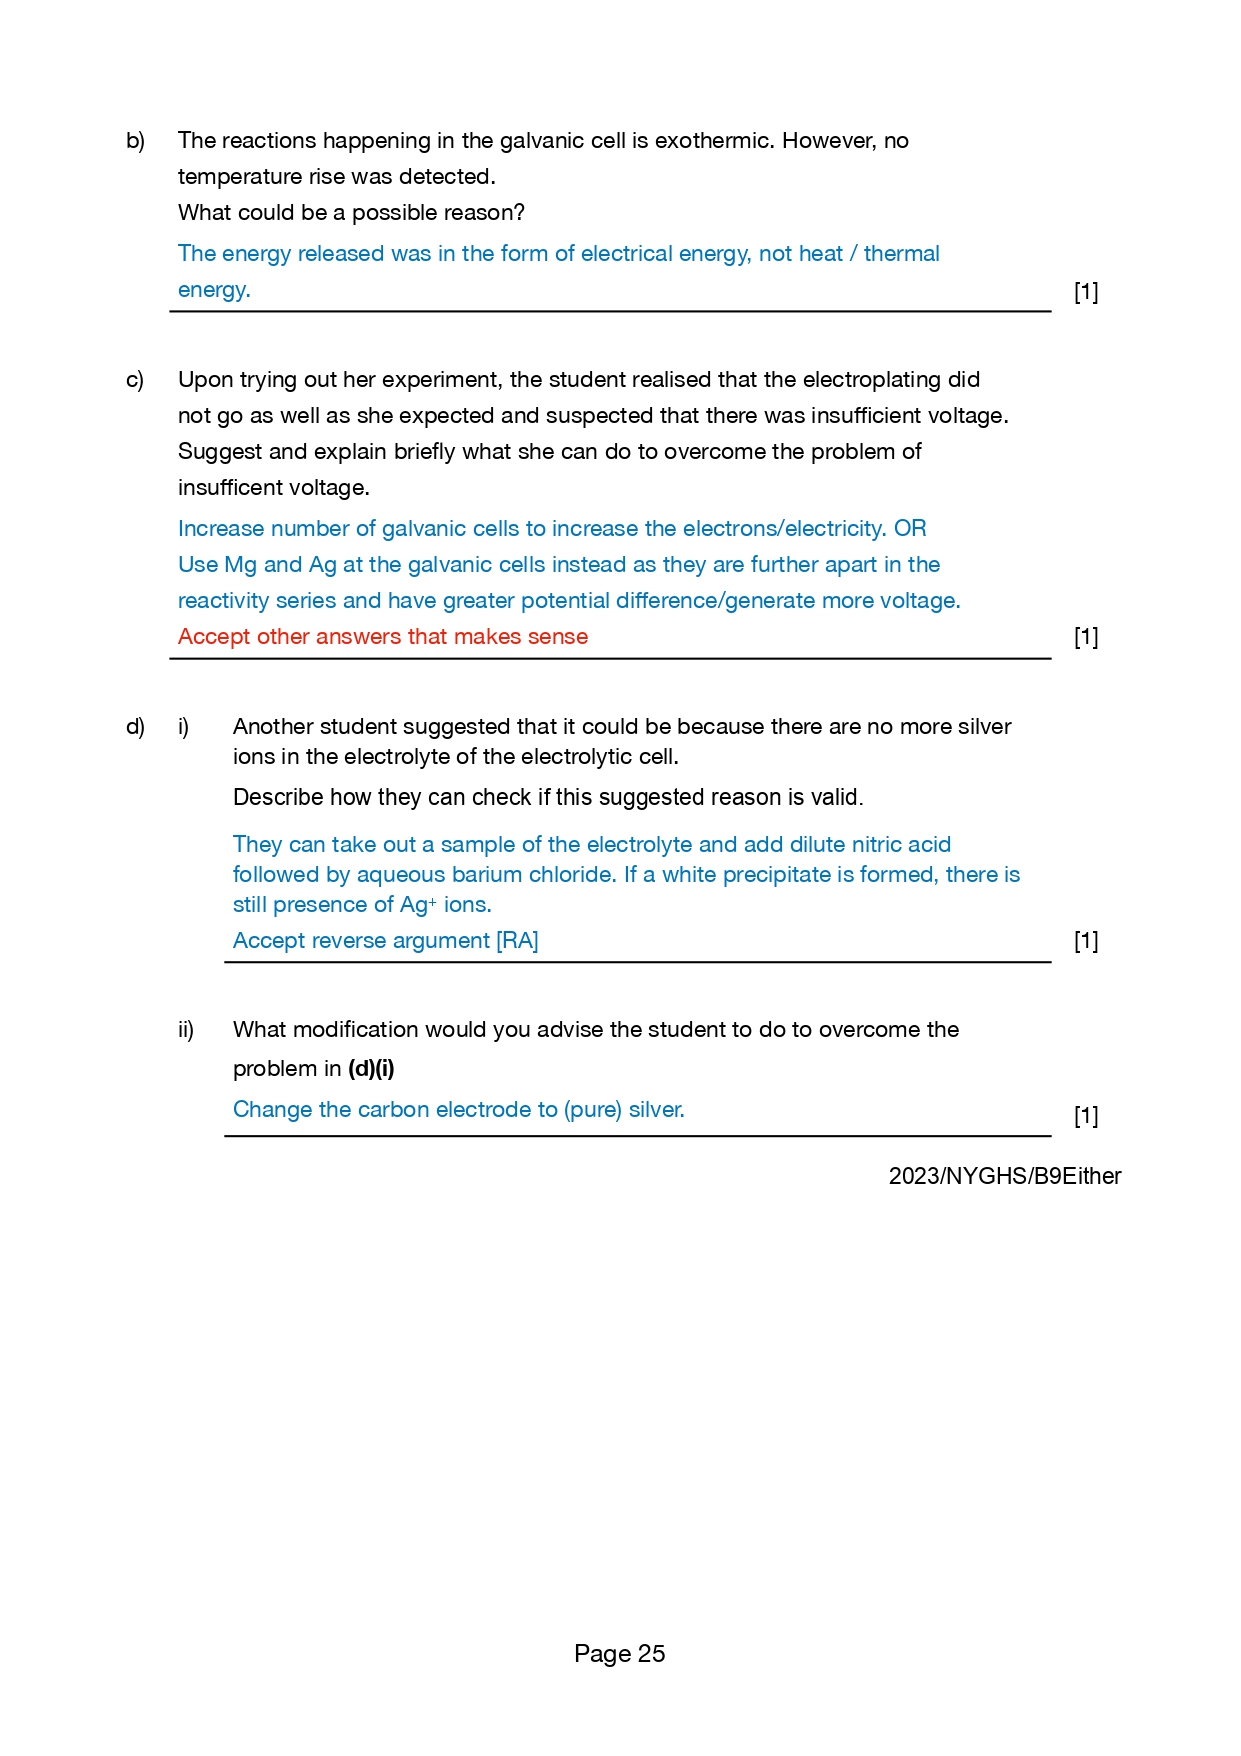 b) The reactions happening in the galvanic cell is exothermic. However, no
temperature rise was detected.
What could be a possible reason?
The energy released was in the form of electrical energy, not heat / thermal
energy. [1]
c) Upon trying out her experiment, the student realised that the electroplating did
not go as well as she expected and suspected that there was insufficient voltage.
Suggest and explain briefly what she can do to overcome the problem of
insufficent voltage.
Increase number of galvanic cells to increase the electrons/electricity. OR
Use Mg and Ag at the galvanic cells instead as they are further apart in the
reactivity series and have greater potential difference/generate more voltage.
Accept other answers that makes sense [1]
d) i) Another student suggested that it could be because there are no more silver
ions in the electrolyte of the electrolytic cell.
Describe how they can check if this suggested reason is valid.
They can take out a sample of the electrolyte and add dilute nitric acid
followed by aqueous barium chloride. If a white precipitate is formed, there is
still presence of Ag⁺ ions.
Accept reverse argument [RA] [1]
ii) What modification would you advise the student to do to overcome the
problem in (d)(i)
Change the carbon electrode to (pure) silver. [1]
2023/NYGHS/B9Either
Page 25